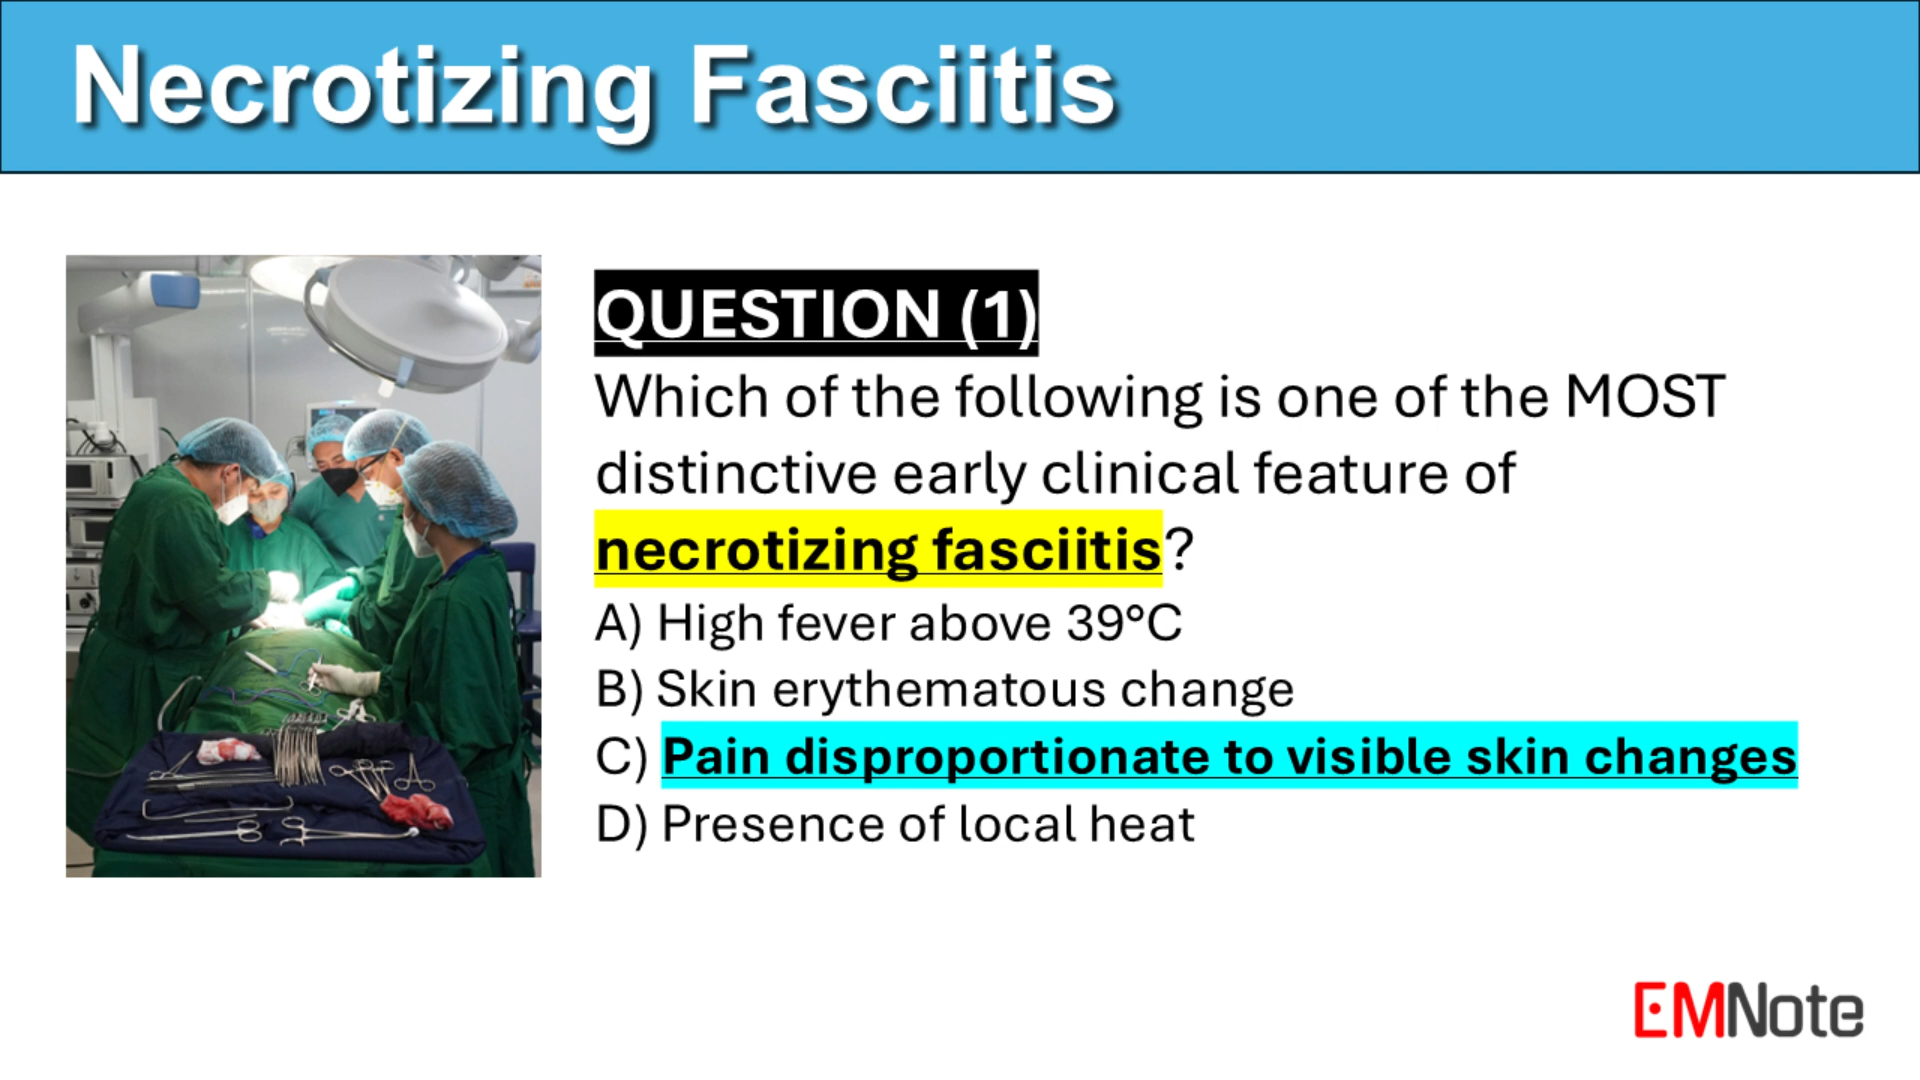 Necrotizing Fasciitis
QUESTION (1)
Which of the following is one of the MOST
distinctive early clinical feature of
necrotizing fasciitis?
A) High fever above 39°C
B) Skin erythematous change
C) Pain disproportionate to visible skin changes
D) Presence of local heat
EMNote